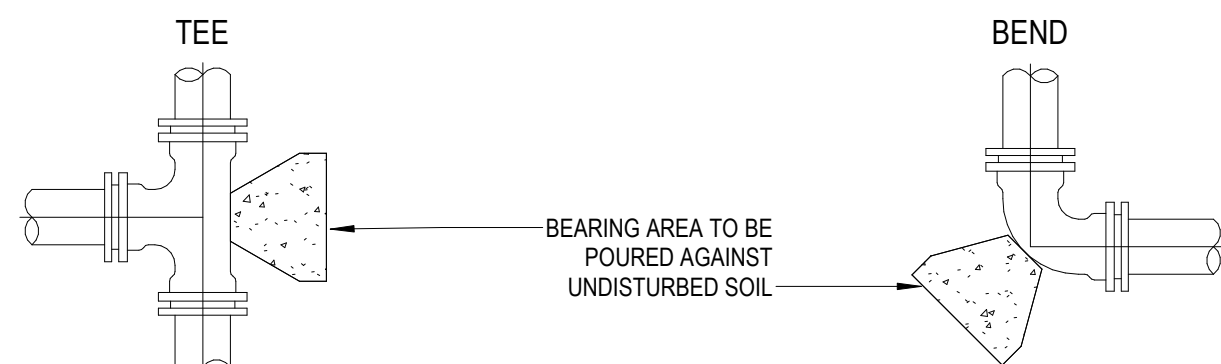 TEE
BEND
BEARING AREA TO BE
POURED AGAINST
UNDISTURBED SOIL